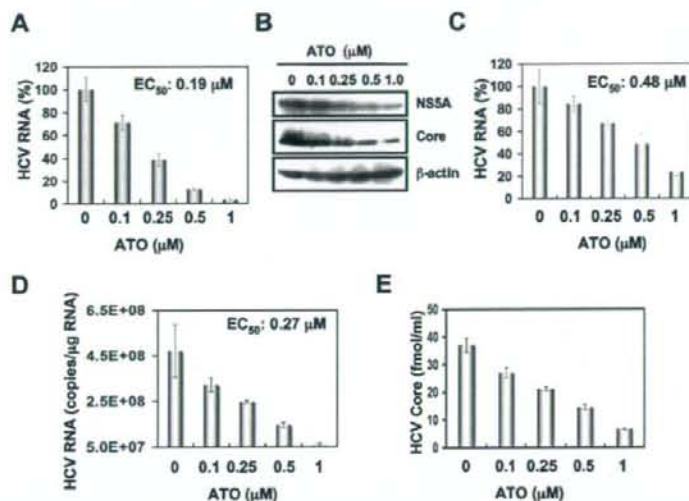 A
HCV RNA (%)
120
100
80
60
40
20
0
EC50: 0.19 μM
0 0.1 0.25 0.5 1
ATO (μM)
B
ATO (μM)
0 0.1 0.25 0.5 1.0
NS5A
Core
β-actin
C
HCV RNA (%)
120
100
80
60
40
20
0
EC50: 0.48 μM
0 0.1 0.25 0.5 1
ATO (μM)
D
HCV RNA (copies/μg RNA)
6.5E+08
4.5E+08
2.5E+08
5.0E+07
EC50: 0.27 μM
0 0.1 0.25 0.5 1
ATO (μM)
E
HCV Core (fmol/ml)
50
40
30
20
10
0
0 0.1 0.25 0.5 1
ATO (μM)